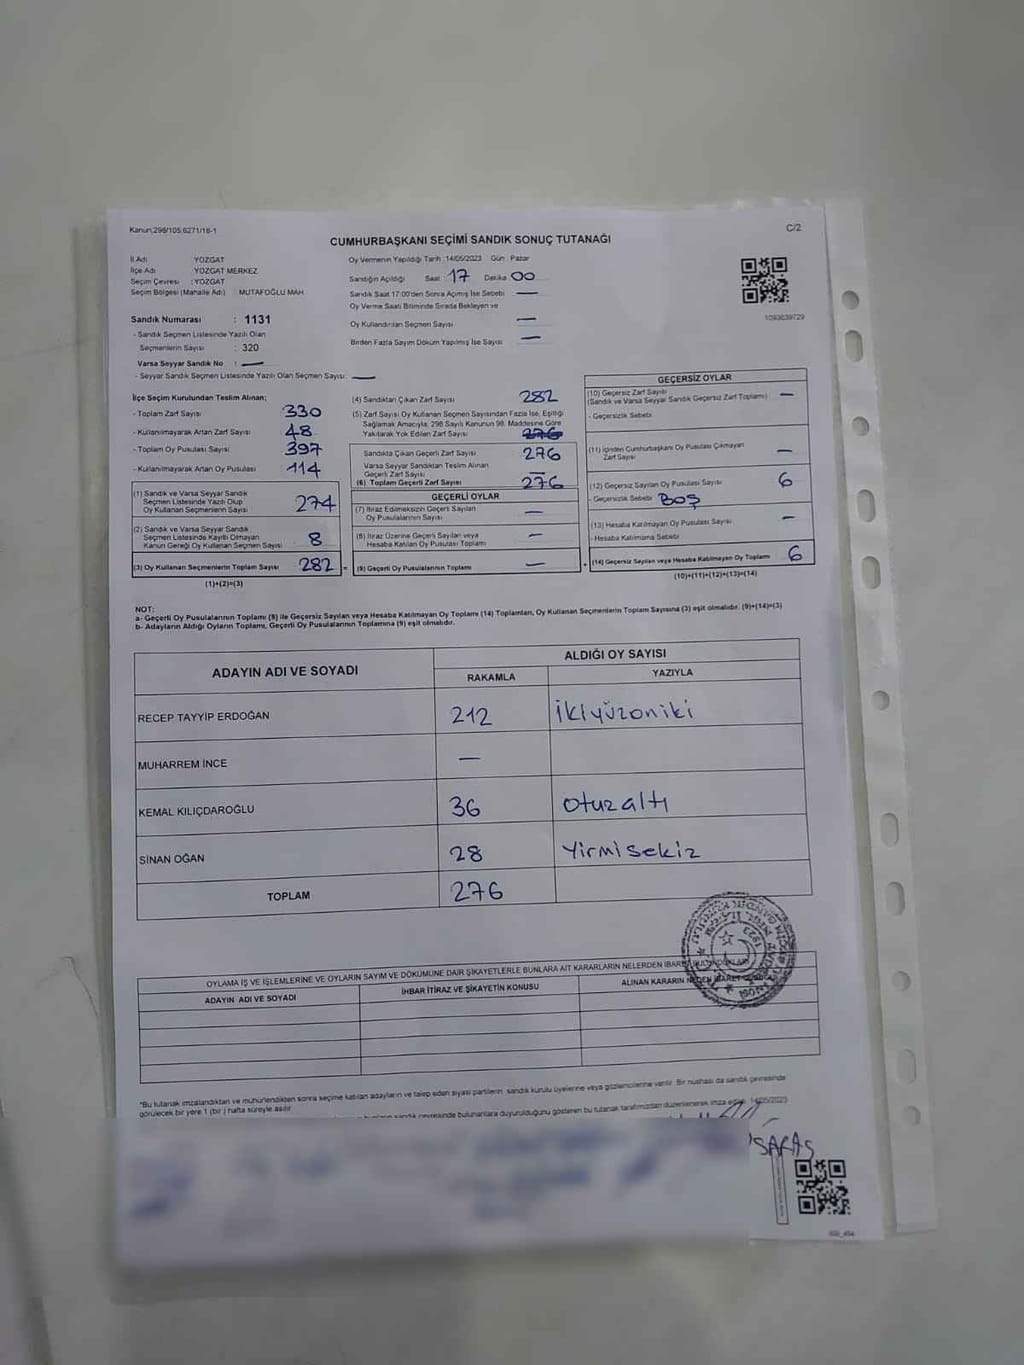 Kanun;298/105;6271/18-1
C/2
CUMHURBAŞKANI SEÇİMİ SANDIK SONUÇ TUTANAĞI
İl Adı YOZGAT
İlçe Adı YOZGAT MERKEZ
Seçim Çevresi : YOZGAT
Seçim Bölgesi (Mahalle Adı) : MUTAFOĞLU MAH
Sandık Numarası : 1131
- Sandık Seçmen Listesinde Yazılı Olan
Seçmenlerin Sayısı : 320
Varsa Seyyar Sandık No : —
- Seyyar Sandık Seçmen Listesinde Yazılı Olan Seçmen Sayısı: —
Oy Vermenin Yapıldığı Tarih :14/05/2023 Gün : Pazar
Sandığın Açıldığı Saat : 17 Dakika : 00
Sandık Saat 17:00'den Sonra Açılmış İse Sebebi —
Oy Verme Saati Bitiminde Sırada Bekleyen ve
Oy Kullandırılan Seçmen Sayısı —
Birden Fazla Sayım Döküm Yapılmış İse Sayısı —
1093639729
İlçe Seçim Kurulundan Teslim Alınan;
- Toplam Zarf Sayısı 330
- Kullanılmayarak Artan Zarf Sayısı 48
- Toplam Oy Pusulası Sayısı 397
- Kullanılmayarak Artan Oy Pusulası 114
(1) Sandık ve Varsa Seyyar Sandık
Seçmen Listesinde Yazılı Olup
Oy Kullanan Seçmenlerin Sayısı 274
(2) Sandık ve Varsa Seyyar Sandık
Seçmen Listesinde Kayıtlı Olmayan
Kanun Gereği Oy Kullanan Seçmen Sayısı 8
(3) Oy Kullanan Seçmenlerin Toplam Sayısı 282
(1)+(2)=(3)
(4) Sandıktan Çıkan Zarf Sayısı 282
(5) Zarf Sayısı Oy Kullanan Seçmen Sayısından Fazla İse, Eşitliği
Sağlamak Amacıyla; 298 Sayılı Kanunun 98. Maddesine Göre
Yakılarak Yok Edilen Zarf Sayısı 276
Sandıkta Çıkan Geçerli Zarf Sayısı 276
Varsa Seyyar Sandıktan Teslim Alınan
Geçerli Zarf Sayısı —
(6) Toplam Geçerli Zarf Sayısı 276
GEÇERLİ OYLAR
(7) İtiraz Edilmeksizin Geçerli Sayılan
Oy Pusulalarının Sayısı —
(8) İtiraz Üzerine Geçerli Sayılan veya
Hesaba Katılan Oy Pusulası Toplamı —
(9) Geçerli Oy Pusulalarının Toplamı —
GEÇERSİZ OYLAR
(10) Geçersiz Zarf Sayısı —
(Sandık ve Varsa Seyyar Sandık Geçersiz Zarf Toplamı)
- Geçersizlik Sebebi:
(11) İçinden Cumhurbaşkanı Oy Pusulası Çıkmayan
Zarf Sayısı —
(12) Geçersiz Sayılan Oy Pusulası Sayısı 6
- Geçersizlik Sebebi BOŞ
(13) Hesaba Katılmayan Oy Pusulası Sayısı —
- Hesaba Katılmama Sebebi
(14) Geçersiz Sayılan veya Hesaba Katılmayan Oy Toplamı 6
(10)+(11)+(12)+(13)=(14)
NOT:
a- Geçerli Oy Pusulalarının Toplamı (9) ile Geçersiz Sayılan veya Hesaba Katılmayan Oy Toplamı (14) Toplamları, Oy Kullanan Seçmenlerin Toplam Sayısına (3) eşit olmalıdır. (9)+(14)=(3)
b- Adayların Aldığı Oyların Toplamı, Geçerli Oy Pusulalarının Toplamına (9) eşit olmalıdır.
ADAYIN ADI VE SOYADI
ALDIĞI OY SAYISI
RAKAMLA YAZIYLA
RECEP TAYYİP ERDOĞAN 212 İkiyüzoniki
MUHARREM İNCE —
KEMAL KILIÇDAROĞLU 36 otuzaltı
SİNAN OĞAN 28 Yirmisekiz
TOPLAM 276
OYLAMA İŞ VE İŞLEMLERİNE VE OYLARIN SAYIM VE DÖKÜMÜNE DAİR ŞİKAYETLERLE BUNLARA AİT KARARLARIN NELERDEN İBARET
ADAYIN ADI VE SOYADI İHBAR İTİRAZ VE ŞİKAYETİN KONUSU ALINAN KARARIN
*Bu tutanak imzalandıktan ve mühürlendikten sonra seçime katılan adayların ve talep eden siyasi partilerin sandık kurulu üyelerine veya gözlemcilerine verilir. Bir nüshası da sandık çevresinde
görülecek bir yere 1 (bir) hafta süreyle asılır.
sandık çevresinde bulunanlara duyurulduğunu gösteren bu tutanak tarafımızdan düzenlenerek imza